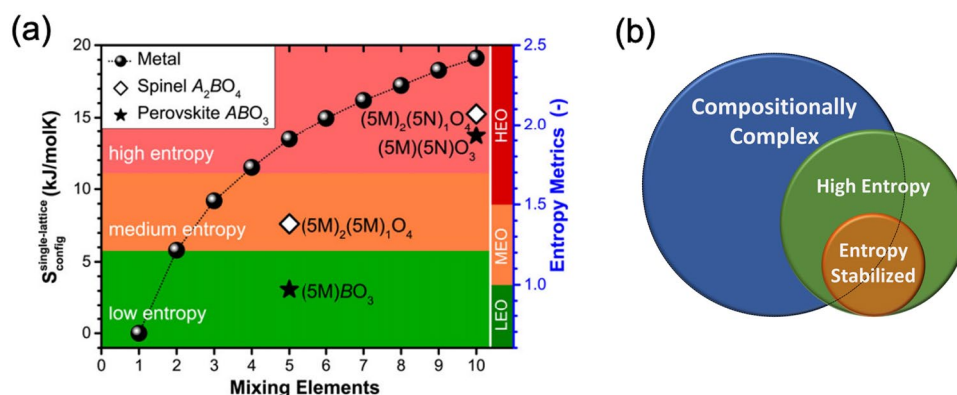 (a)
20
15
10
5
0
S_config^single-lattice (kJ/molK)
Metal
Spinel A₂BO₄
Perovskite ABO₃
high entropy
medium entropy
low entropy
(5M)₂(5N)₁O₄
(5M)(5N)O₃
(5M)₂(5M)₁O₄
(5M)BO₃
HEO
MEO
LEO
2.5
2.0
1.5
1.0
Entropy Metrics (-)
0 1 2 3 4 5 6 7 8 9 10
Mixing Elements
(b)
Compositionally
Complex
High Entropy
Entropy
Stabilized